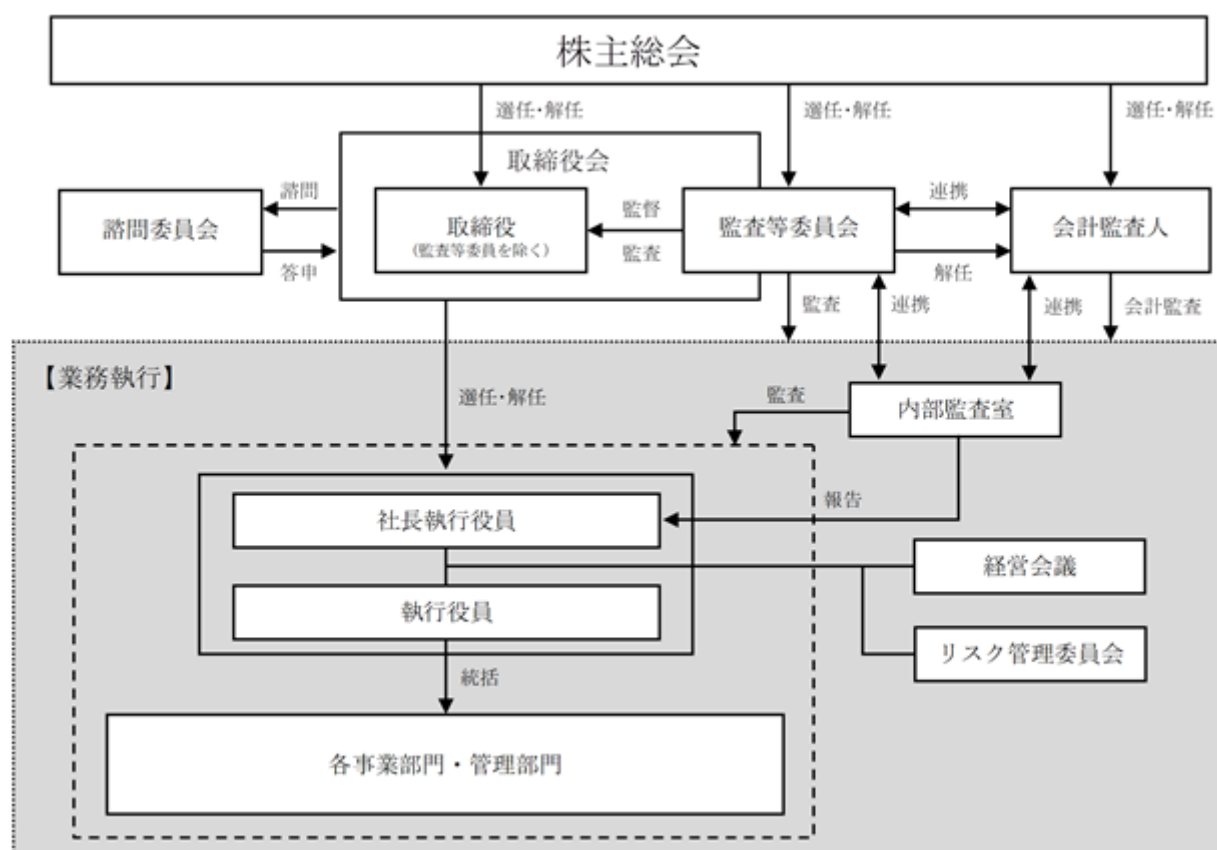 株主総会
選任・解任
選任・解任
選任・解任
取締役会
諮問
諮問委員会
答申
取締役
(監査等委員を除く)
監督
監査
監査等委員会
連携
解任
会計監査人
監査
連携
連携
会計監査
【業務執行】
選任・解任
監査
内部監査室
社長執行役員
報告
経営会議
執行役員
リスク管理委員会
統括
各事業部門・管理部門